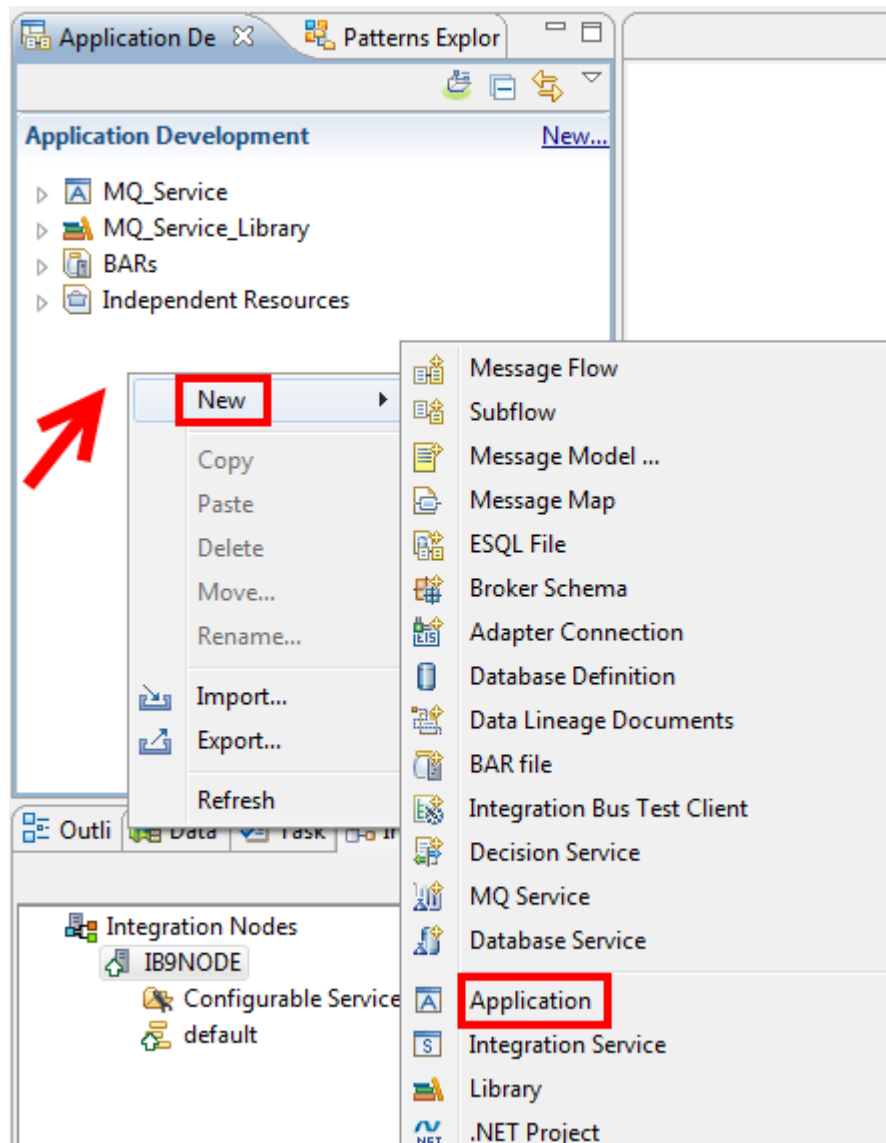 Application De
Patterns Explor
Application Development
New...
MQ_Service
MQ_Service_Library
BARs
Independent Resources
New
Copy
Paste
Delete
Move...
Rename...
Import...
Export...
Refresh
Message Flow
Subflow
Message Model ...
Message Map
ESQL File
Broker Schema
Adapter Connection
Database Definition
Data Lineage Documents
BAR file
Integration Bus Test Client
Decision Service
MQ Service
Database Service
Application
Integration Service
Library
.NET Project
Outli
Data
Task
Integration Nodes
IB9NODE
Configurable Service
default